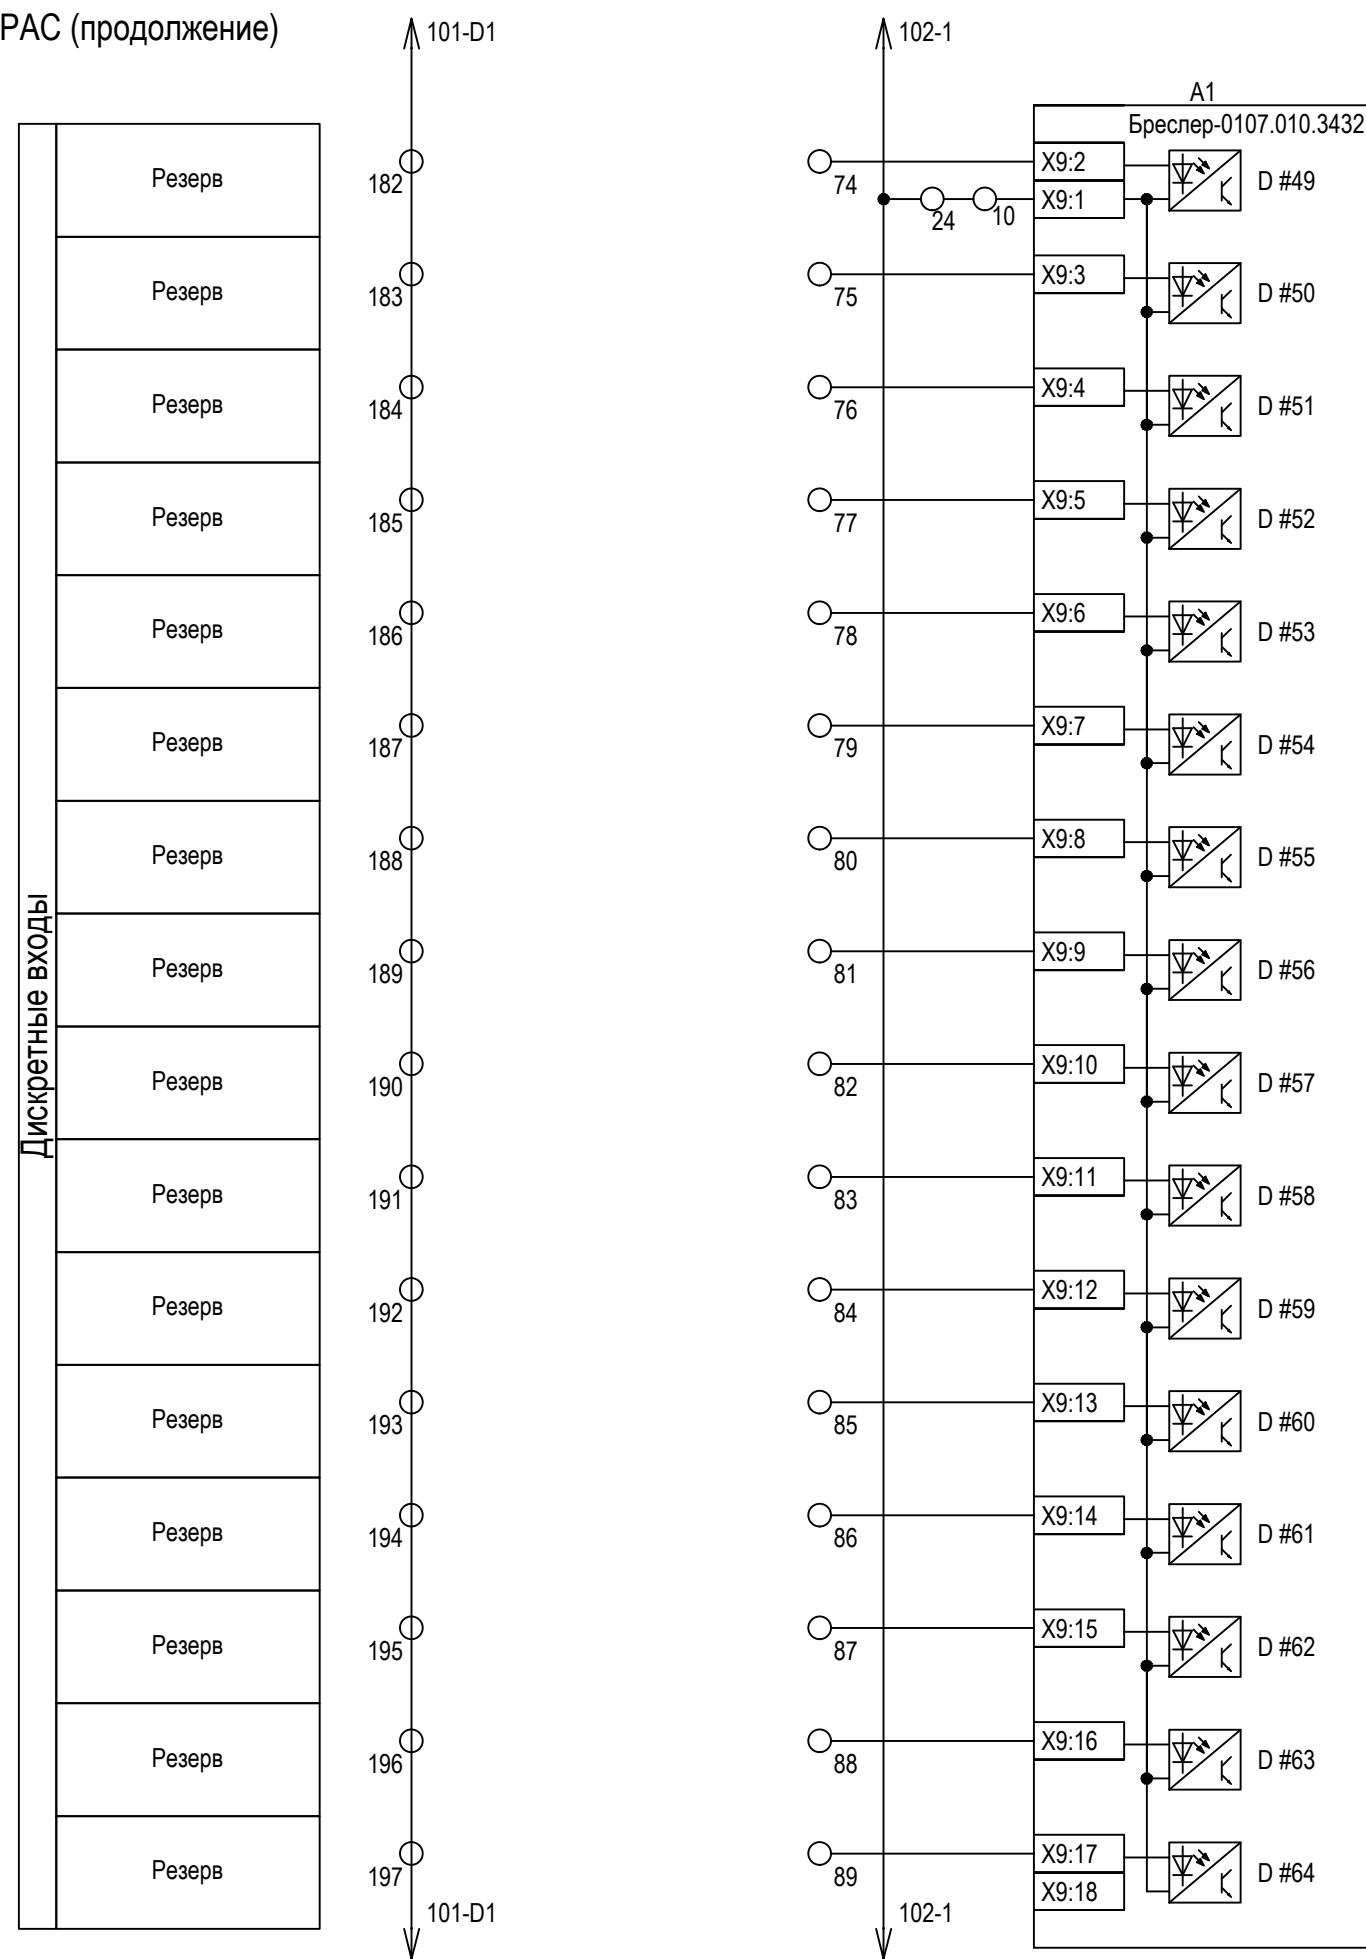 РАС (продолжение)
101-D1
102-1
A1
Бреслер-0107.010.3432
Дискретные входы
Резерв
182
74
X9:2
D #49
24
10
X9:1
Резерв
183
75
X9:3
D #50
Резерв
184
76
X9:4
D #51
Резерв
185
77
X9:5
D #52
Резерв
186
78
X9:6
D #53
Резерв
187
79
X9:7
D #54
Резерв
188
80
X9:8
D #55
Резерв
189
81
X9:9
D #56
Резерв
190
82
X9:10
D #57
Резерв
191
83
X9:11
D #58
Резерв
192
84
X9:12
D #59
Резерв
193
85
X9:13
D #60
Резерв
194
86
X9:14
D #61
Резерв
195
87
X9:15
D #62
Резерв
196
88
X9:16
D #63
Резерв
197
89
X9:17
D #64
X9:18
101-D1
102-1